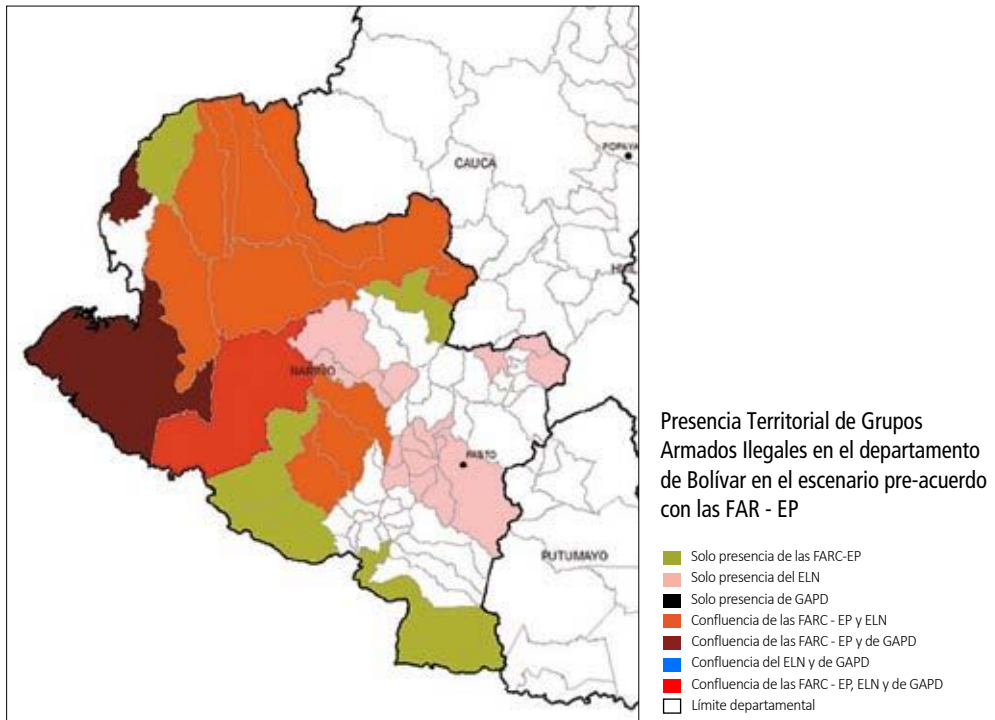 CAUCA
POPAYA
HUIL
NARIÑO
PASTO
PUTUMAYO
Presencia Territorial de Grupos
Armados Ilegales en el departamento
de Bolívar en el escenario pre-acuerdo
con las FAR - EP
Solo presencia de las FARC-EP
Solo presencia del ELN
Solo presencia de GAPD
Confluencia de las FARC - EP y ELN
Confluencia de las FARC - EP y de GAPD
Confluencia del ELN y de GAPD
Confluencia de las FARC - EP, ELN y de GAPD
Límite departamental